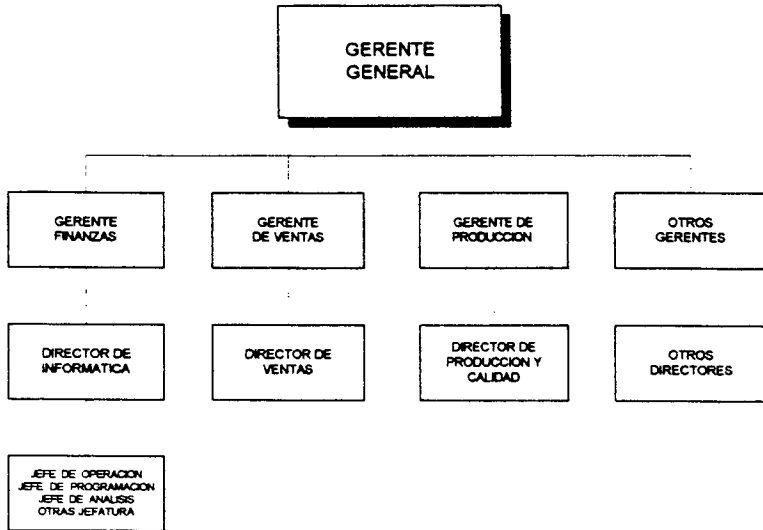 GERENTE
GENERAL
GERENTE
FINANZAS
GERENTE
DE VENTAS
GERENTE DE
PRODUCCION
OTROS
GERENTES
DIRECTOR DE
INFORMATICA
DIRECTOR DE
VENTAS
DIRECTOR DE
PRODUCCION Y
CALIDAD
OTROS
DIRECTORES
JEFE DE OPERACION
JEFE DE PROGRAMACION
JEFE DE ANALISIS
OTRAS JEFATURA